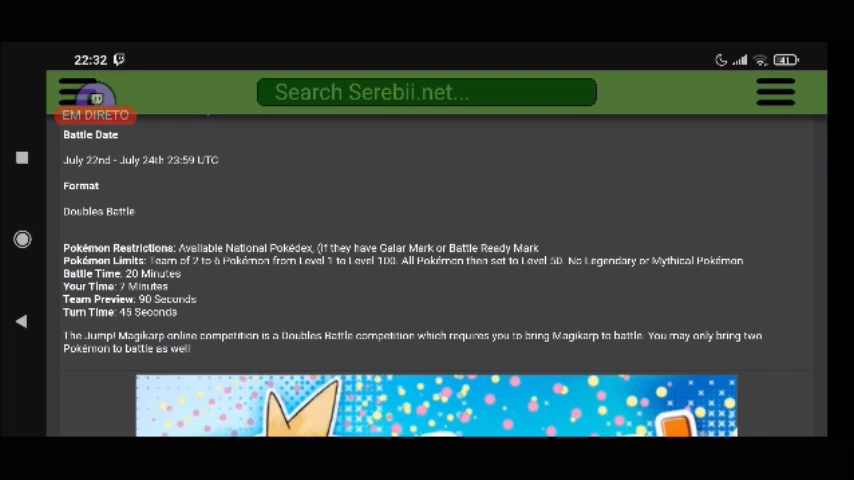 22:32
41
Search Serebii.net...
EM DIRETO
Battle Date
July 22nd - July 24th 23:59 UTC
Format
Doubles Battle
Pokémon Restrictions: Available National Pokédex, (If they have Galar Mark or Battle Ready Mark
Pokémon Limits: Team of 2 to 6 Pokémon from Level 1 to Level 100. All Pokémon then set to Level 50. No Legendary or Mythical Pokémon
Battle Time: 20 Minutes
Your Time: 7 Minutes
Team Preview: 90 Seconds
Turn Time: 45 Seconds
The Jump! Magikarp online competition is a Doubles Battle competition which requires you to bring Magikarp to battle. You may only bring two
Pokémon to battle as well